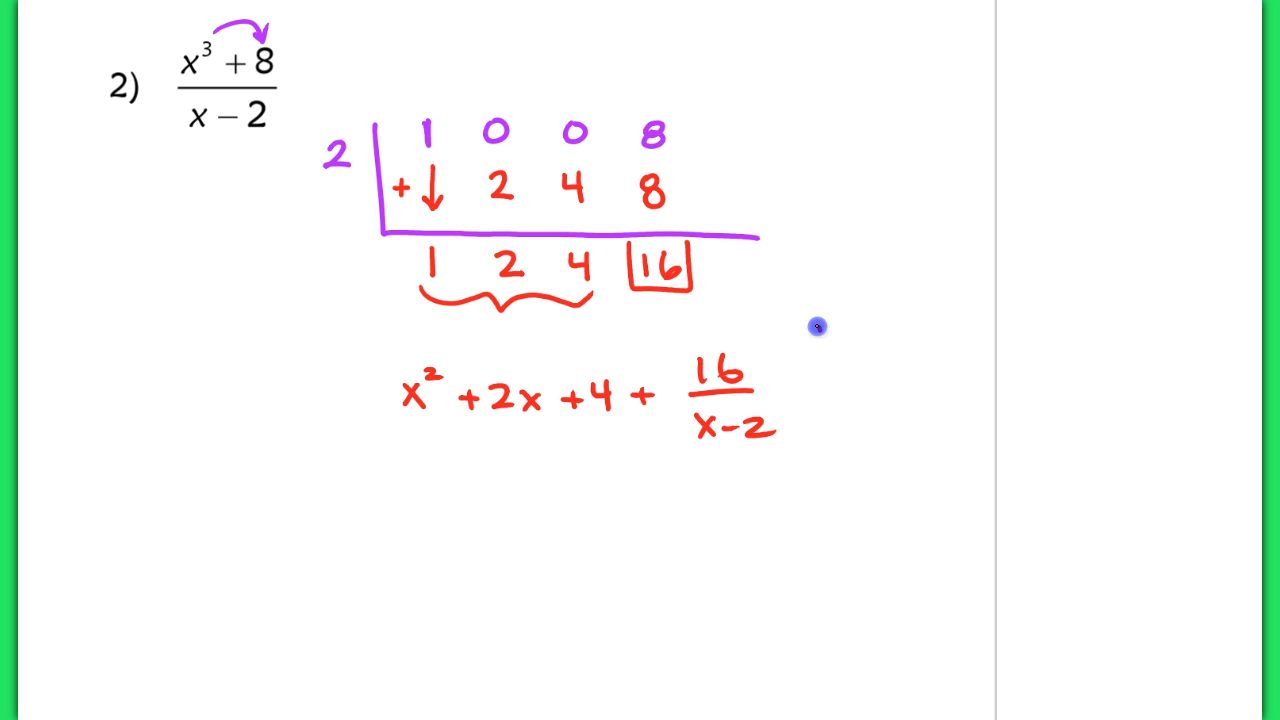 2) x³ + 8
x − 2
2 1 0 0 8
+ ↓ 2 4 8
1 2 4 16
x² + 2x + 4 + 16
x-2